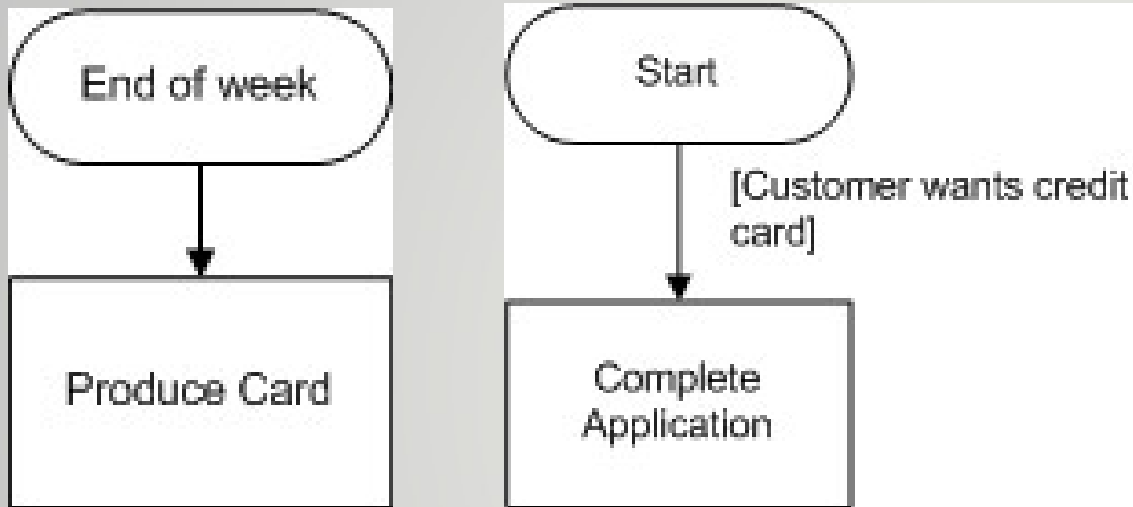 End of week
Produce Card
Start
[Customer wants credit
card]
Complete
Application